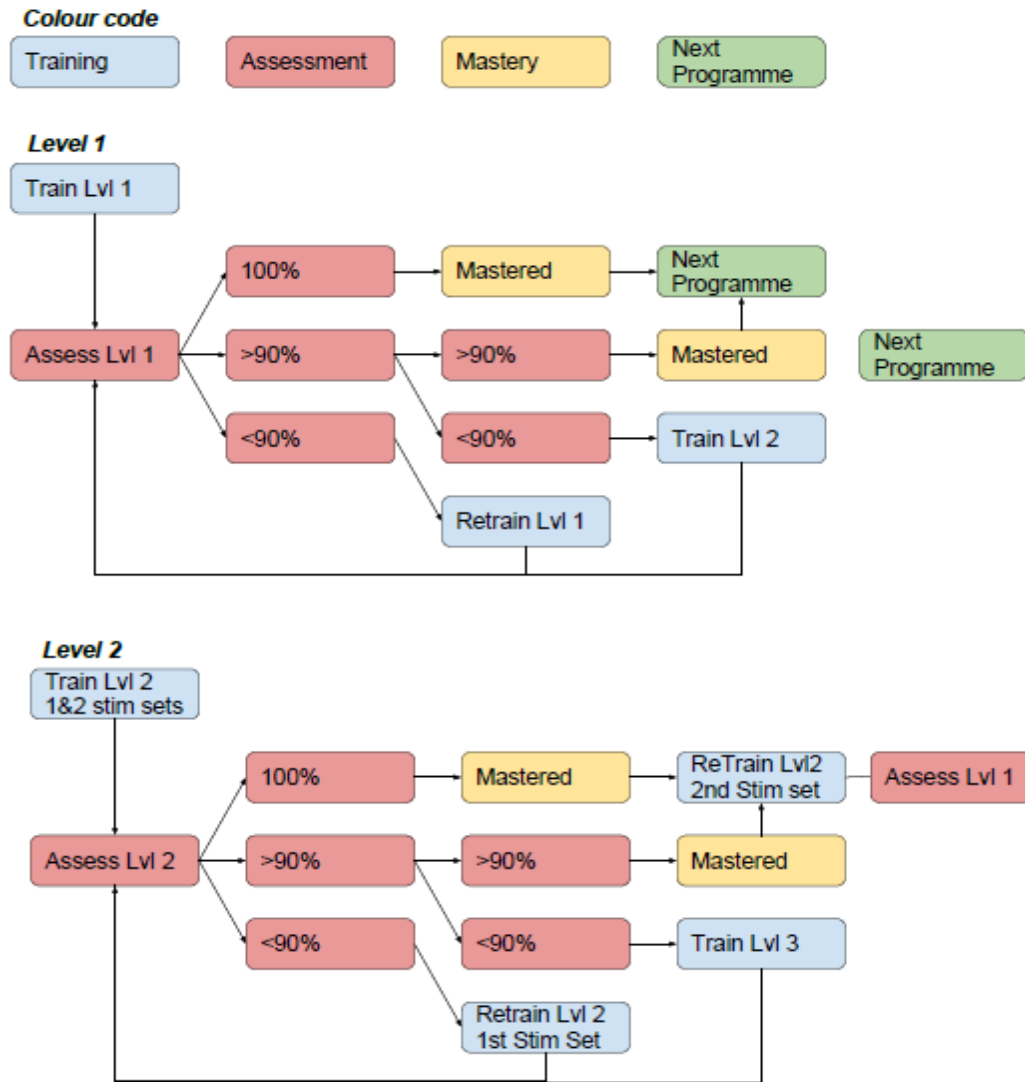 Colour code
Training
Assessment
Mastery
Next
Programme
Level 1
Train Lvl 1
100%
Mastered
Next
Programme
Assess Lvl 1
>90%
>90%
Mastered
Next
Programme
<90%
<90%
Train Lvl 2
Retrain Lvl 1
Level 2
Train Lvl 2
1&2 stim sets
100%
Mastered
ReTrain Lvl2
2nd Stim set
Assess Lvl 1
Assess Lvl 2
>90%
>90%
Mastered
<90%
<90%
Train Lvl 3
Retrain Lvl 2
1st Stim Set